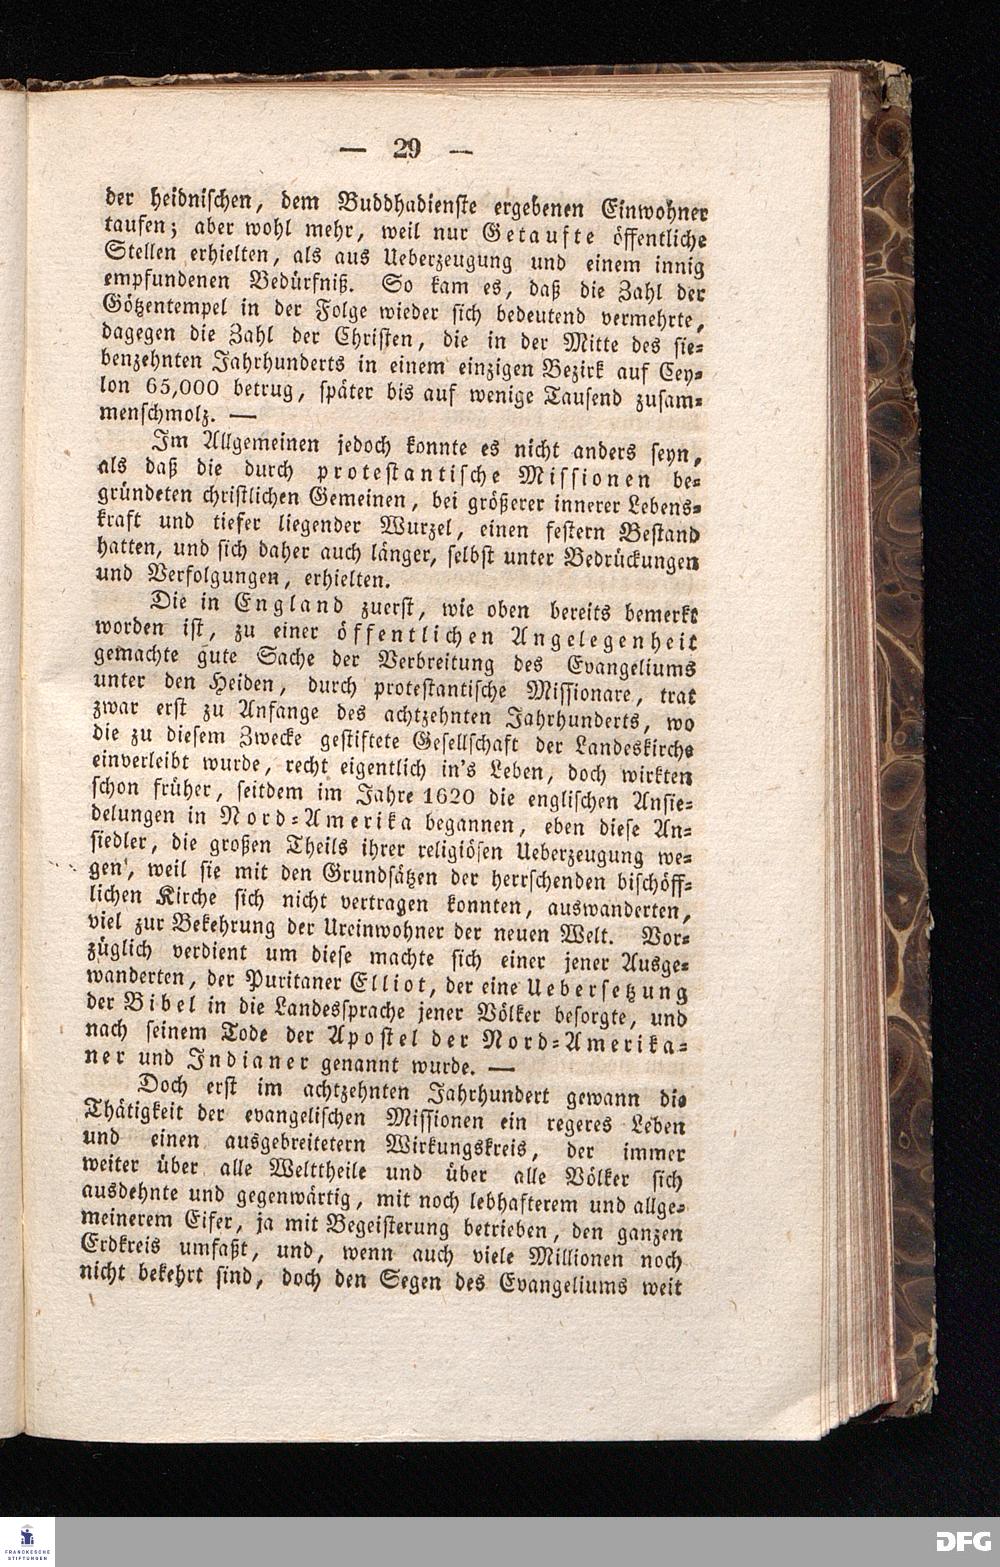 — 29 —
der heidnischen, dem Buddhadienste ergebenen Einwohner
taufen; aber wohl mehr, weil nur Getaufte öffentliche
Stellen erhielten, als aus Ueberzeugung und einem innig
empfundenen Bedürfniß. So kam es, daß die Zahl der
Götzentempel in der Folge wieder sich bedeutend vermehrte,
dagegen die Zahl der Christen, die in der Mitte des sie-
benzehnten Jahrhunderts in einem einzigen Bezirk auf Cey-
lon 65,000 betrug, später bis auf wenige Tausend zusam-
menschmolz. —
Im Allgemeinen jedoch konnte es nicht anders seyn,
als daß die durch protestantische Missionen be-
gründeten christlichen Gemeinen, bei größerer innerer Lebens-
kraft und tiefer liegender Wurzel, einen festern Bestand
hatten, und sich daher auch länger, selbst unter Bedrückungen
und Verfolgungen, erhielten.
Die in England zuerst, wie oben bereits bemerkt
worden ist, zu einer öffentlichen Angelegenheit
gemachte gute Sache der Verbreitung des Evangeliums
unter den Heiden, durch protestantische Missionare, trat
zwar erst zu Anfange des achtzehnten Jahrhunderts, wo
die zu diesem Zwecke gestiftete Gesellschaft der Landeskirche
einverleibt wurde, recht eigentlich in's Leben, doch wirkten
schon früher, seitdem im Jahre 1620 die englischen Ansie-
delungen in Nord-Amerika begannen, eben diese An-
siedler, die großen Theils ihrer religiösen Ueberzeugung we-
gen, weil sie mit den Grundsätzen der herrschenden bischöff-
lichen Kirche sich nicht vertragen konnten, auswanderten,
viel zur Bekehrung der Ureinwohner der neuen Welt. Vor-
züglich verdient um diese machte sich einer jener Ausge-
wanderten, der Puritaner Elliot, der eine Uebersetzung
der Bibel in die Landessprache jener Völker besorgte, und
nach seinem Tode der Apostel der Nord-Amerika-
ner und Indianer genannt wurde. —
Doch erst im achtzehnten Jahrhundert gewann die
Thätigkeit der evangelischen Missionen ein regeres Leben
und einen ausgebreitetern Wirkungskreis, der immer
weiter über alle Welttheile und über alle Völker sich
ausdehnte und gegenwärtig, mit noch lebhafterem und allge-
meinerem Eifer, ja mit Begeisterung betrieben, den ganzen
Erdkreis umfaßt, und, wenn auch viele Millionen noch
nicht bekehrt sind, doch den Segen des Evangeliums weit
FRANCKESCHE
STIFTUNGEN
DFG